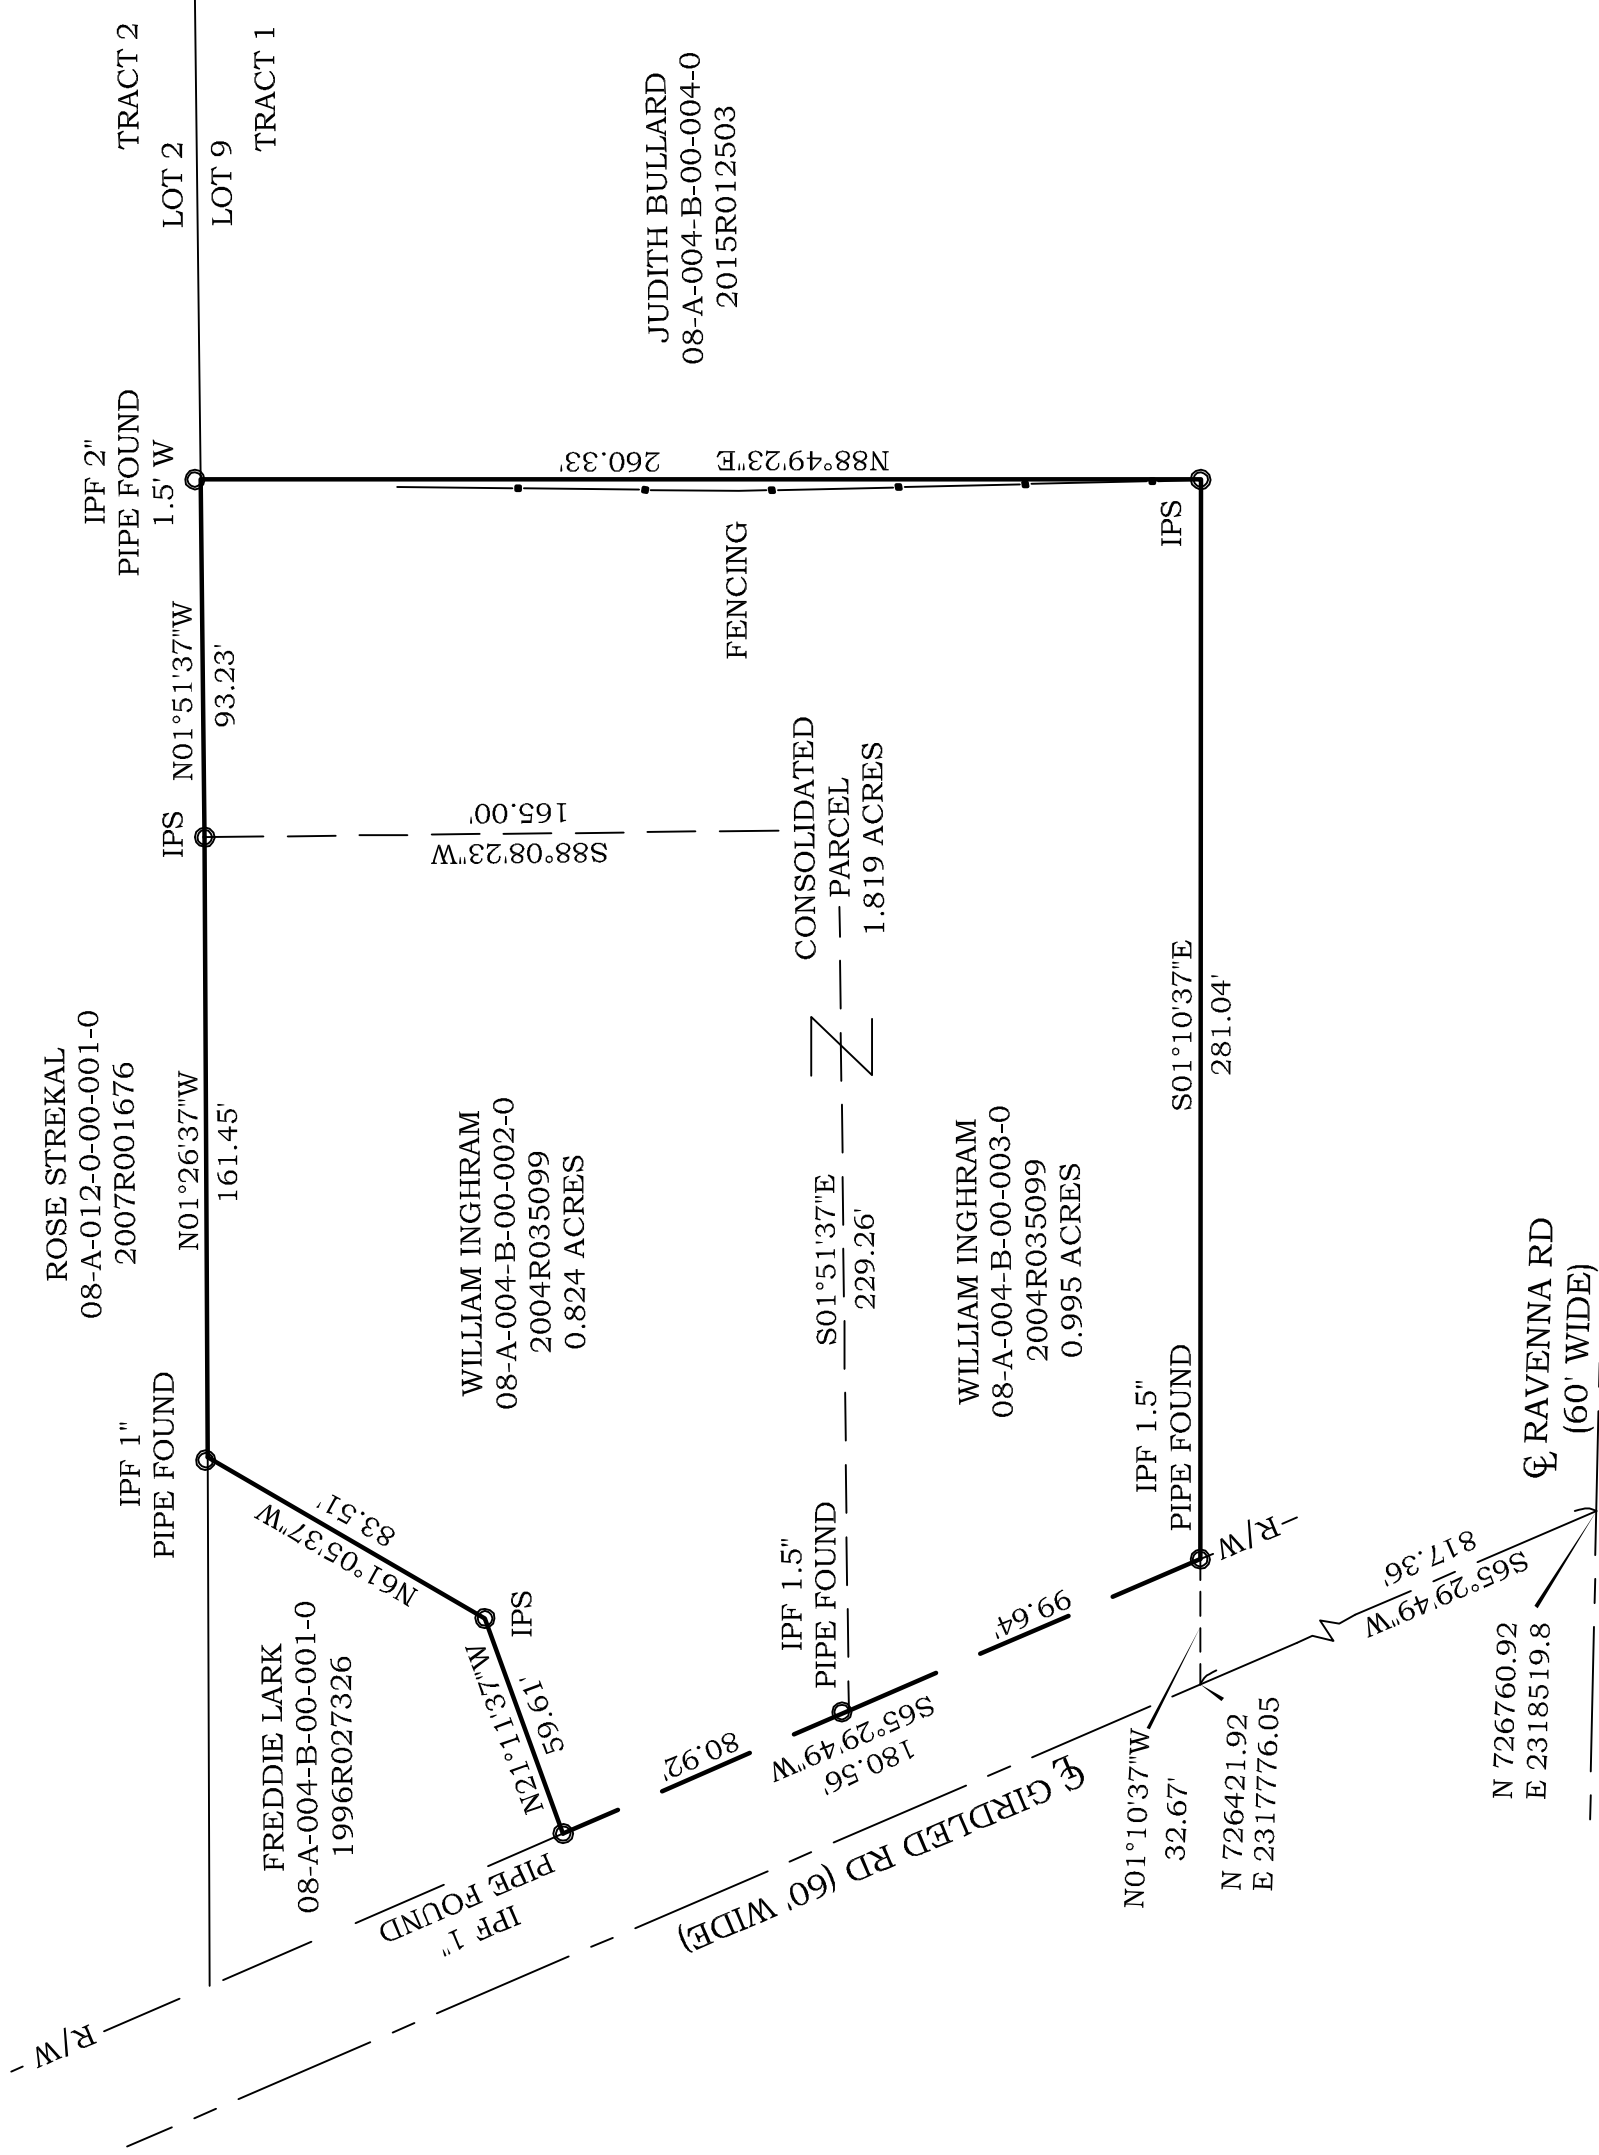 TRACT 2
LOT 2
LOT 9
TRACT 1
JUDITH BULLARD
08-A-004-B-00-004-0
2015R012503
IPF 2"
PIPE FOUND
1.5' W
N01°51'37"W
93.23'
N88°49'23"E 260.33'
FENCING
IPS
IPS
165.00'
S88°08'23"W
CONSOLIDATED
PARCEL
1.819 ACRES
ROSE STREKAL
08-A-012-0-00-001-0
2007R001676
N01°26'37"W
161.45'
WILLIAM INGHRAM
08-A-004-B-00-002-0
2004R035099
0.824 ACRES
S01°51'37"E
229.26'
WILLIAM INGHRAM
08-A-004-B-00-003-0
2004R035099
0.995 ACRES
S01°10'37"E
281.04'
IPF 1"
PIPE FOUND
83.51'
N61°05'37"W
IPS
N21°11'37"W
59.61'
FREDDIE LARK
08-A-004-B-00-001-0
1996R027326
IPF 1.5"
PIPE FOUND
IPF 1.5"
PIPE FOUND
99.64'
80.92'
S65°29'49"W
180.56'
R/W
PIPE FOUND
IPF 1"
R/W
℄ GIRDLED RD (60' WIDE)
N01°10'37"W
32.67'
N 726421.92
E 2317776.05
817.36'
S65°29'49"W
℄ RAVENNA RD
(60' WIDE)
N 726760.92
E 2318519.8